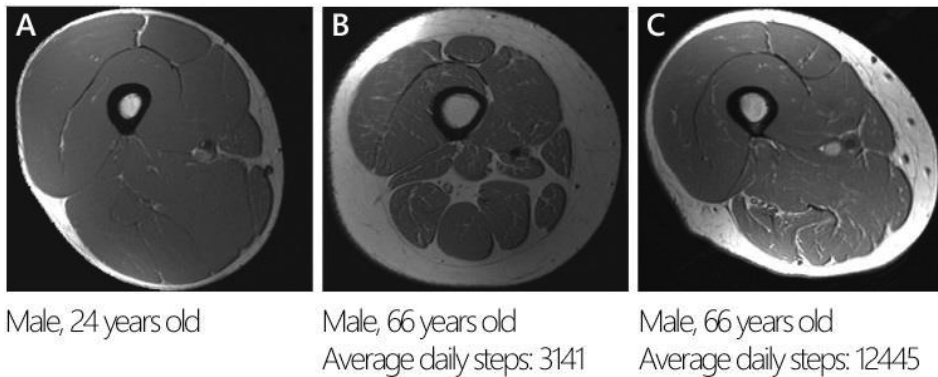 A
B
C
Male, 24 years old
Male, 66 years old
Average daily steps: 3141
Male, 66 years old
Average daily steps: 12445